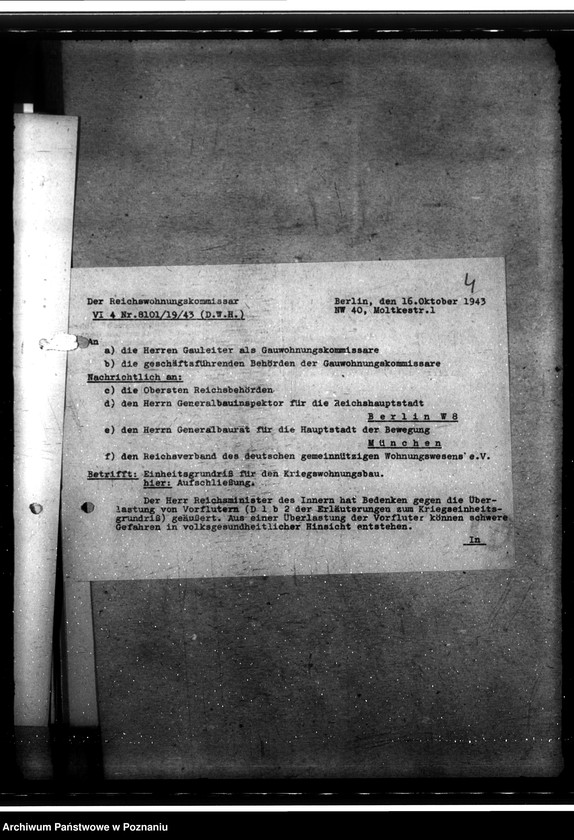 4
Der Reichswohnungskommissar
VI 4 Nr.8101/19/43 (D.W.H.)
Berlin, den 16.Oktober 1943
NW 40, Moltkestr.1
An
a) die Herren Gauleiter als Gauwohnungskommissare
b) die geschäftsführenden Behörden der Gauwohnungskommissare
Nachrichtlich an:
c) die Obersten Reichsbehörden
d) den Herrn Generalbauinspektor für die Reichshauptstadt
Berlin W8
e) den Herrn Generalbaurat für die Hauptstadt der Bewegung
München
f) den Reichsverband des deutschen gemeinnützigen Wohnungswesens e.V.
Betrifft: Einheitsgrundriß für den Kriegswohnungsbau.
hier: Aufschließung.
Der Herr Reichsminister des Innern hat Bedenken gegen die Über-
lastung von Vorflutern (D 1 b 2 der Erläuterungen zum Kriegseinheits-
grundriß) geäußert. Aus einer Überlastung der Vorfluter können schwere
Gefahren in volksgesundheitlicher Hinsicht entstehen.
In
Archiwum Państwowe w Poznaniu